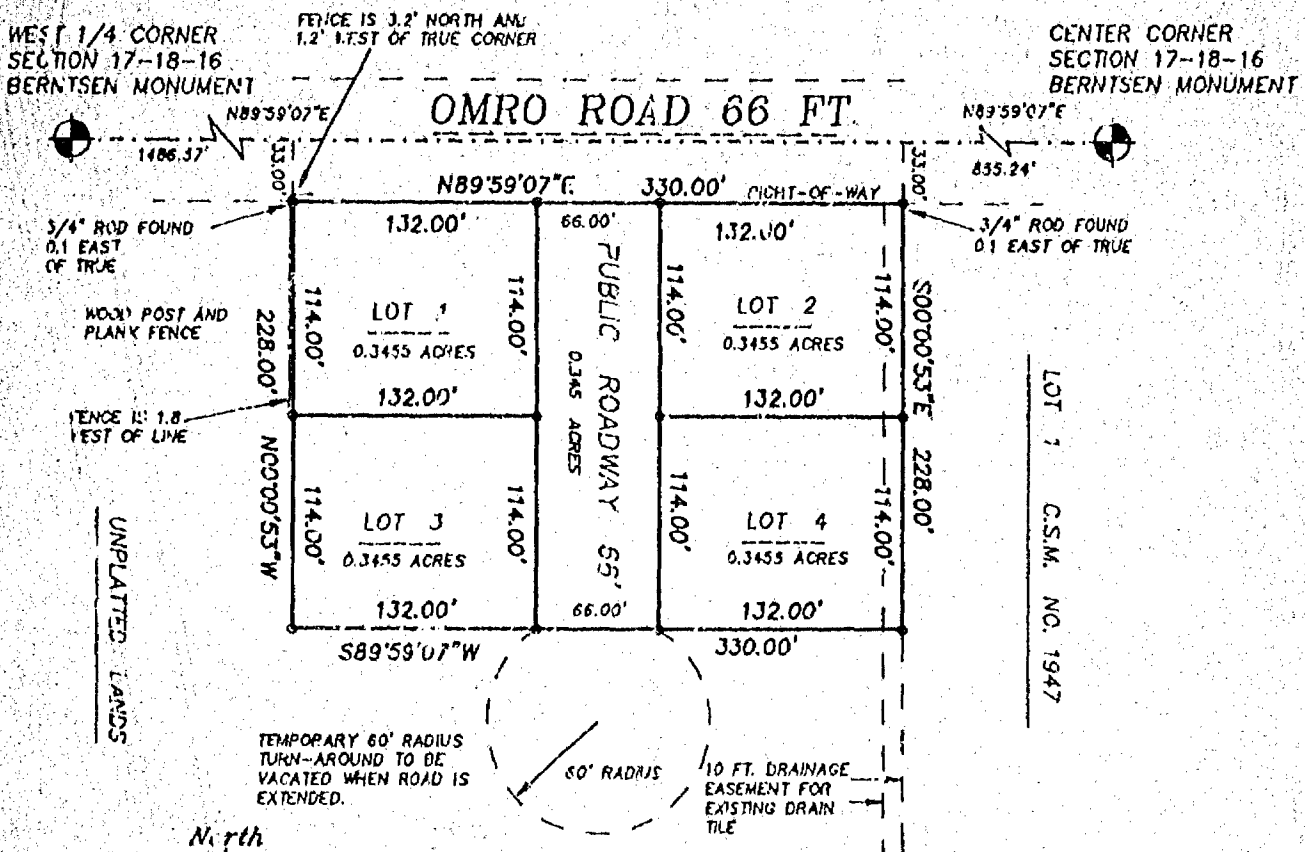 WEST 1/4 CORNER
SECTION 17-18-16
BERNTSEN MONUMENT
FENCE IS 3.2' NORTH AND
1.2' WEST OF TRUE CORNER
CENTER CORNER
SECTION 17-18-16
BERNTSEN MONUMENT
OMRO ROAD 66 FT.
N89°59'07"E
N89°59'07"E
1486.37'
855.24'
33.00'
33.00'
N89°59'07"E
330.00'
RIGHT-OF-WAY
3/4" ROD FOUND
0.1 EAST
OF TRUE
3/4" ROD FOUND
0.1 EAST OF TRUE
132.00'
66.00'
132.00'
WOOD POST AND
PLANK FENCE
228.00'
114.00'
LOT 1
0.3455 ACRES
114.00'
PUBLIC ROADWAY 66'
0.345 ACRES
114.00'
LOT 2
0.3455 ACRES
114.00'
S00°00'53"E 228.00'
132.00'
132.00'
FENCE IS 1.8
WEST OF LINE
N00°00'53"W
114.00'
LOT 3
0.3455 ACRES
114.00'
114.00'
LOT 4
0.3455 ACRES
114.00'
LOT 1 C.S.M. NO. 1947
UNPLATTED LANDS
132.00'
66.00'
132.00'
S89°59'07"W
330.00'
TEMPORARY 60' RADIUS
TURN-AROUND TO BE
VACATED WHEN ROAD IS
EXTENDED.
60' RADIUS
10 FT. DRAINAGE
EASEMENT FOR
EXISTING DRAIN
TILE
North